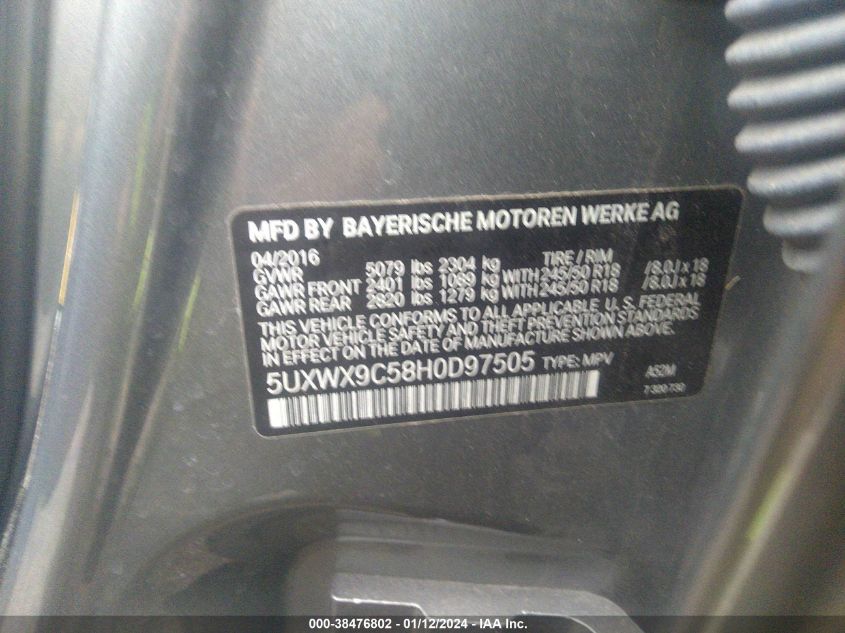 MFD BY BAYERISCHE MOTOREN WERKE AG
04/2016
GVWR 5079 lbs 2304 kg TIRE / RIM
GAWR FRONT 2401 lbs 1089 kg WITH 245/50 R18 /8.0J x 18
GAWR REAR 2820 lbs 1279 kg WITH 245/50 R18 /8.0J x 18
THIS VEHICLE CONFORMS TO ALL APPLICABLE U. S. FEDERAL
MOTOR VEHICLE SAFETY AND THEFT PREVENTION STANDARDS
IN EFFECT ON THE DATE OF MANUFACTURE SHOWN ABOVE.
5UXWX9C58H0D97505 TYPE: MPV A52M
7 320 730
000-38476802 - 01/12/2024 - IAA Inc.